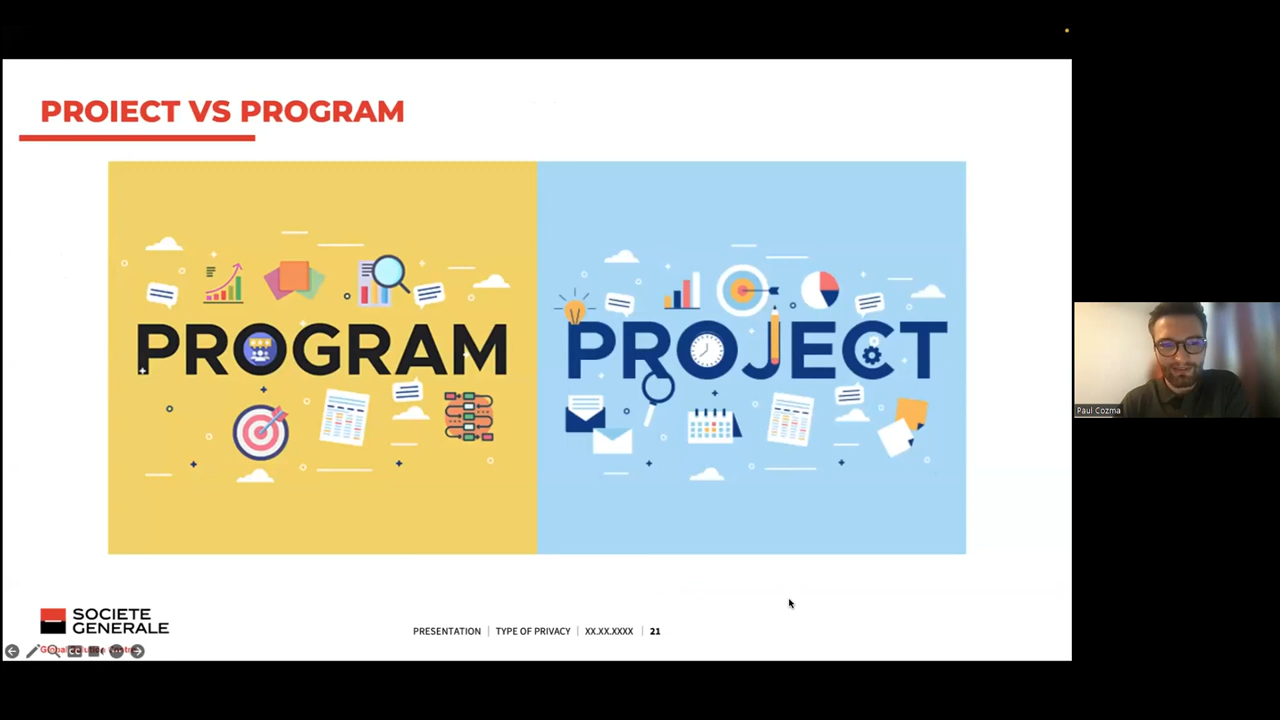 PROIECT VS PROGRAM
PROGRAM
PROJECT
Paul Cozma
SOCIETE
GENERALE
PRESENTATION | TYPE OF PRIVACY | XX.XX.XXXX | 21